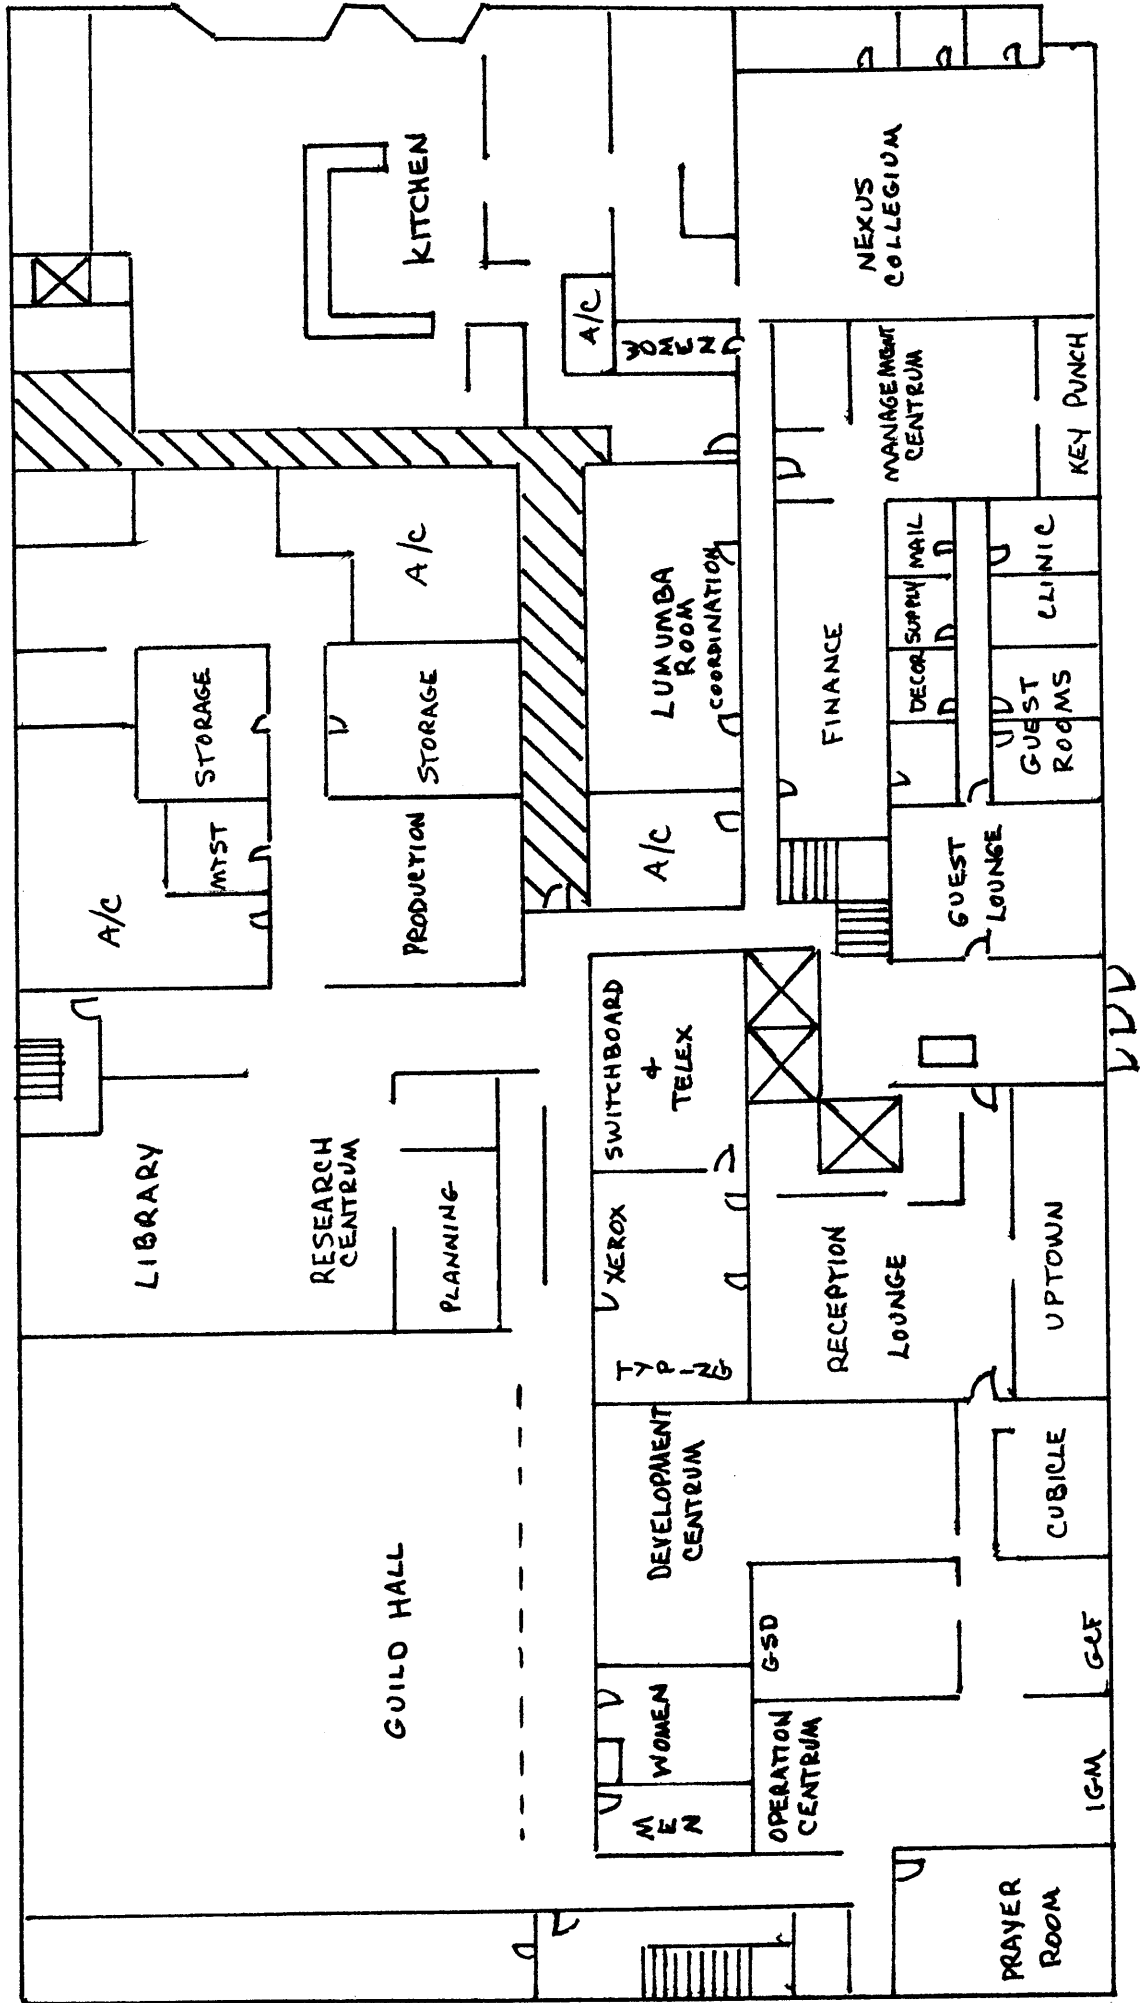 KITCHEN
NEXUS
COLLEGIUM
A/C
WOMEN
MANAGEMENT
CENTRUM
KEY PUNCH
A/C
LUMUMBA
ROOM
COORDINATION
MAIL
SUPPLY
DECOR
CLINIC
FINANCE
GUEST
ROOMS
STORAGE
STORAGE
MTST
A/C
PRODUCTION
A/C
GUEST
LOUNGE
SWITCHBOARD
&
TELEX
LIBRARY
RESEARCH
CENTRUM
PLANNING
XEROX
TYPING
RECEPTION
LOUNGE
UPTOWN
DEVELOPMENT
CENTRUM
CUBICLE
GUILD HALL
GSD
GCF
WOMEN
MEN
OPERATION
CENTRUM
IGM
PRAYER
ROOM